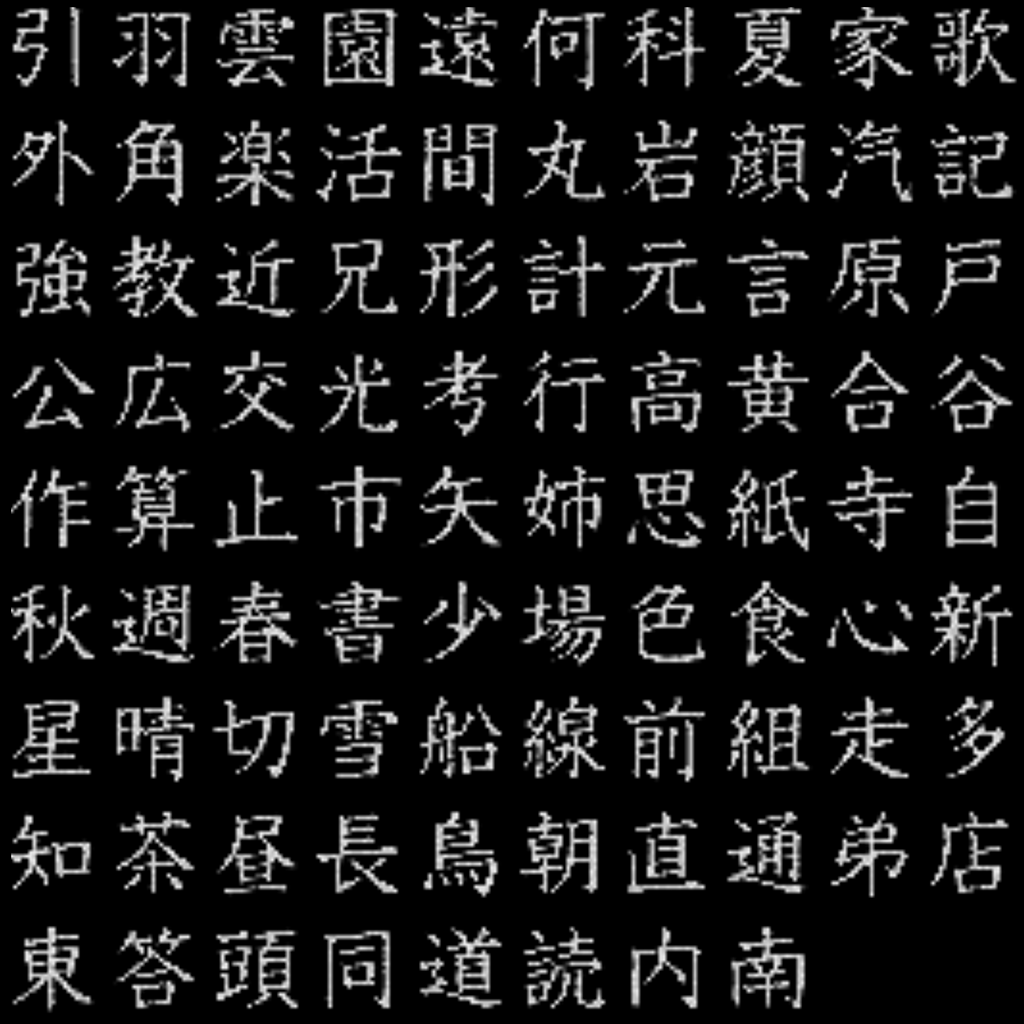 引羽雲園遠何科夏家歌
外角楽活間丸岩顔汽記
強教近兄形計元言原戸
公広交光考行高黄合谷
作算止市矢姉思紙寺自
秋週春書少場色食心新
星晴切雪船線前組走多
知茶昼長鳥朝直通弟店
東答頭同道読内南